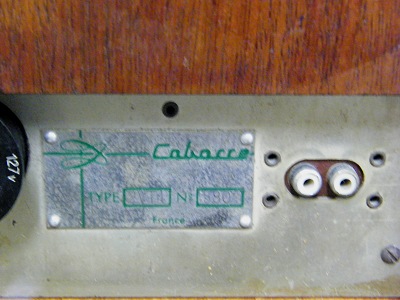 Cabasse
TYPE N:
France
127v